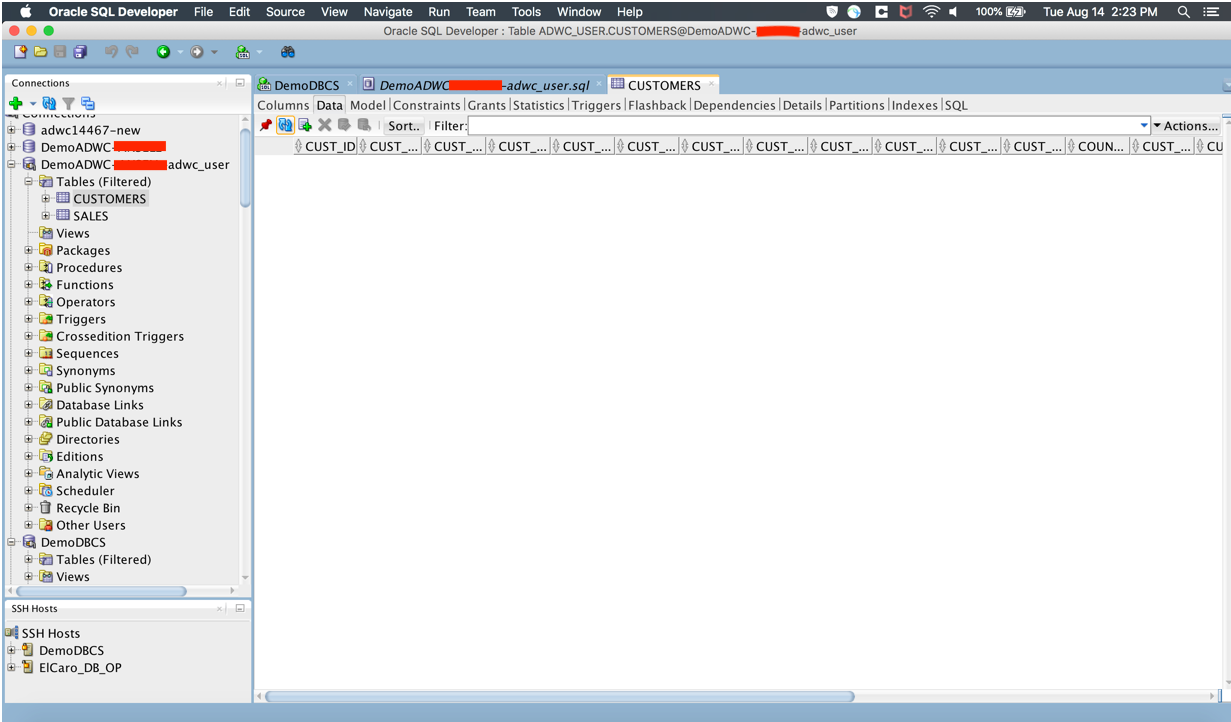 Oracle SQL Developer File Edit Source View Navigate Run Team Tools Window Help 100% Tue Aug 14 2:23 PM
Oracle SQL Developer : Table ADWC_USER.CUSTOMERS@DemoADWC- -adwc_user
Connections
DemoDBCS
DemoADWC -adwc_user.sql
CUSTOMERS
Columns Data Model Constraints Grants Statistics Triggers Flashback Dependencies Details Partitions Indexes SQL
Sort.. Filter: Actions...
CUST_ID CUST_... CUST_... CUST_... CUST_... CUST_... CUST_... CUST_... CUST_... CUST_... CUST_... CUST_... COUN... CUST_... CU
Connections
adwc14467-new
DemoADWC-
DemoADWC- adwc_user
Tables (Filtered)
CUSTOMERS
SALES
Views
Packages
Procedures
Functions
Operators
Triggers
Crossedition Triggers
Sequences
Synonyms
Public Synonyms
Database Links
Public Database Links
Directories
Editions
Analytic Views
Scheduler
Recycle Bin
Other Users
DemoDBCS
Tables (Filtered)
Views
SSH Hosts
SSH Hosts
DemoDBCS
ElCaro_DB_OP